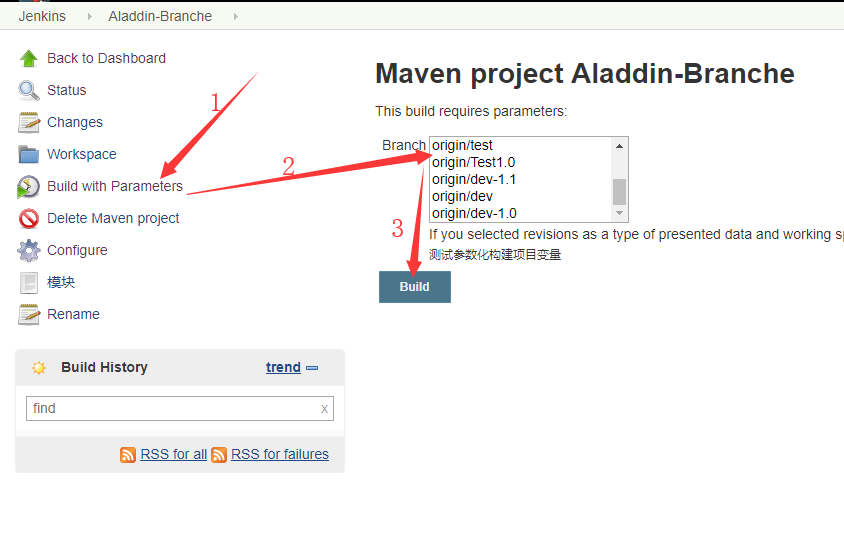 Jenkins Aladdin-Branche
Back to Dashboard
Status
Changes
Workspace
Build with Parameters
Delete Maven project
Configure
模块
Rename
Build History trend
find x
RSS for all RSS for failures
Maven project Aladdin-Branche
This build requires parameters:
Branch
origin/test
origin/Test1.0
origin/dev-1.1
origin/dev
origin/dev-1.0
If you selected revisions as a type of presented data and working
测试参数化构建项目变量
Build
1
2
3